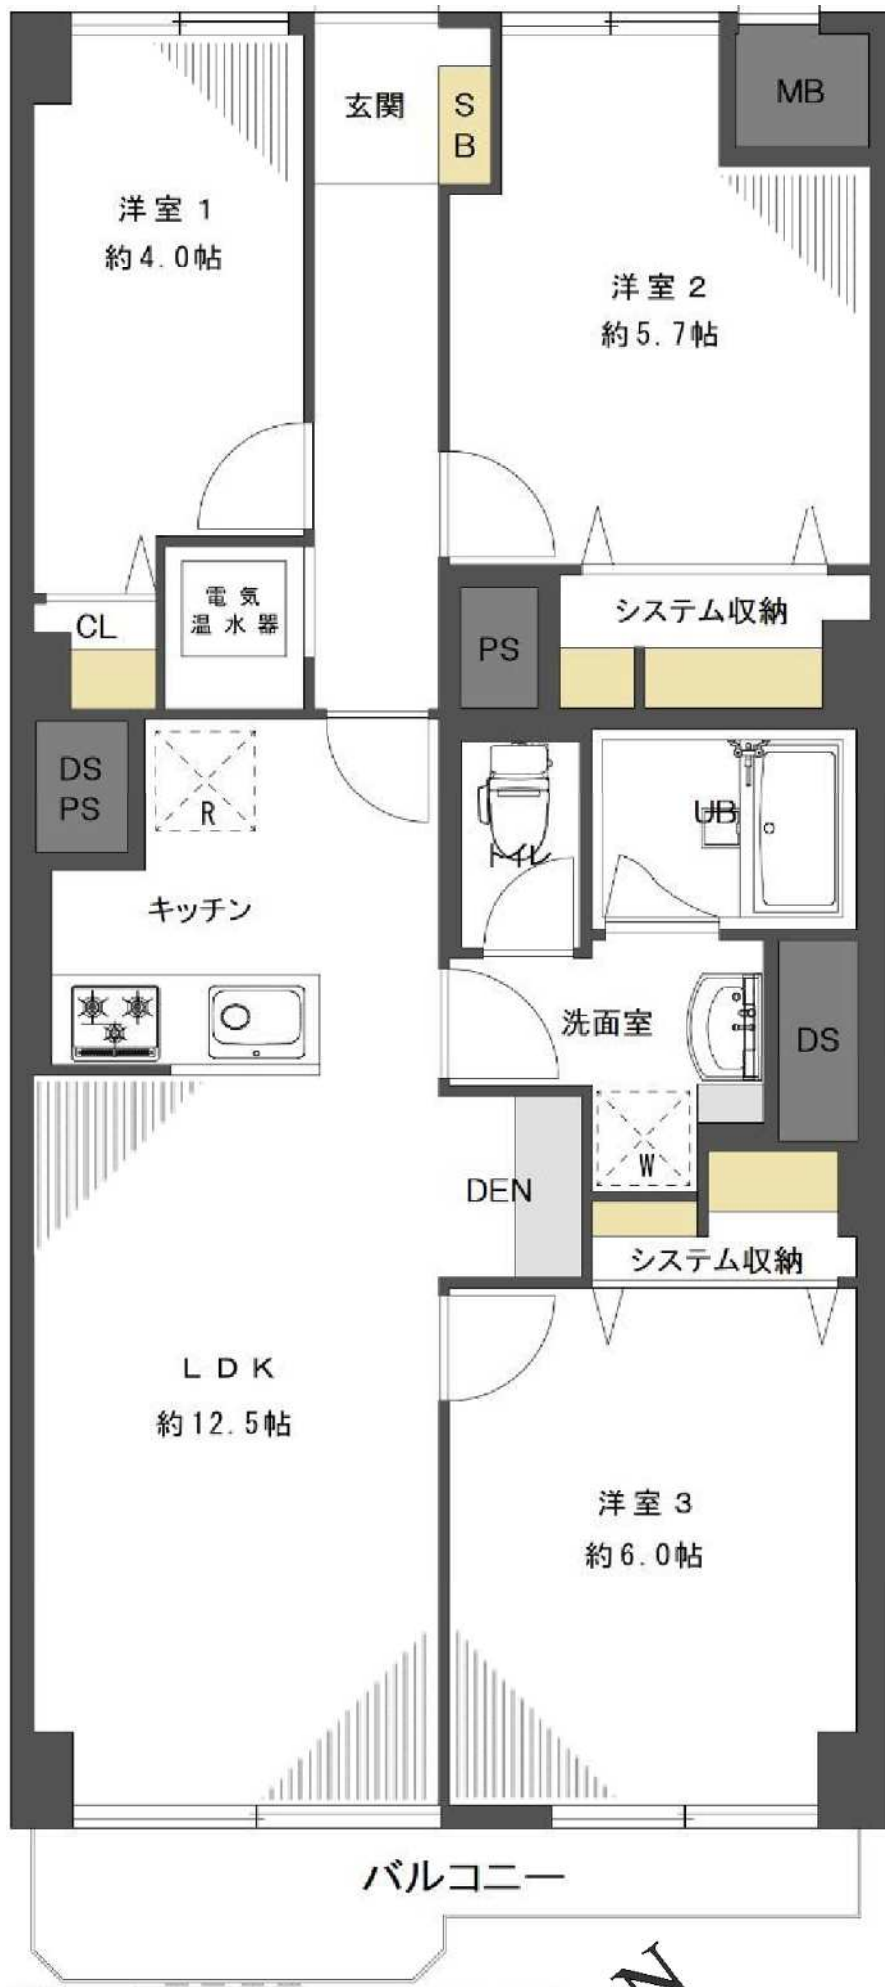 玄関
S
B
MB
洋室1
約4.0帖
洋室2
約5.7帖
電気
温水器
システム収納
CL
PS
DS
PS
R
UB
トイレ
キッチン
洗面室
DS
W
DEN
システム収納
LDK
約12.5帖
洋室3
約6.0帖
バルコニー
N